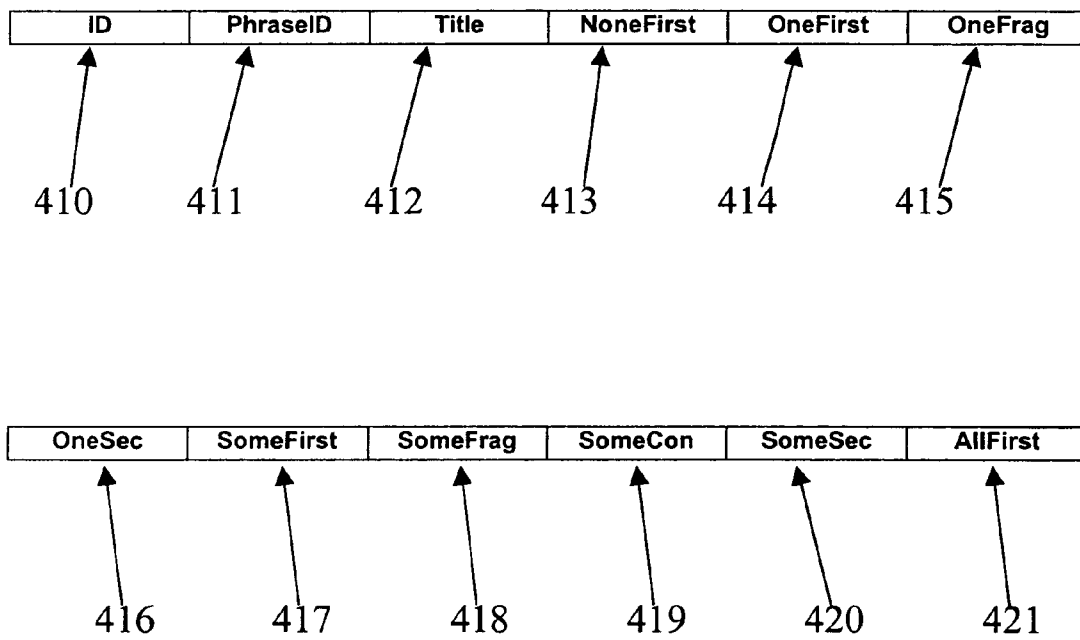 ID PhraseID Title NoneFirst OneFirst OneFrag
410 411 412 413 414 415
OneSec SomeFirst SomeFrag SomeCon SomeSec AllFirst
416 417 418 419 420 421